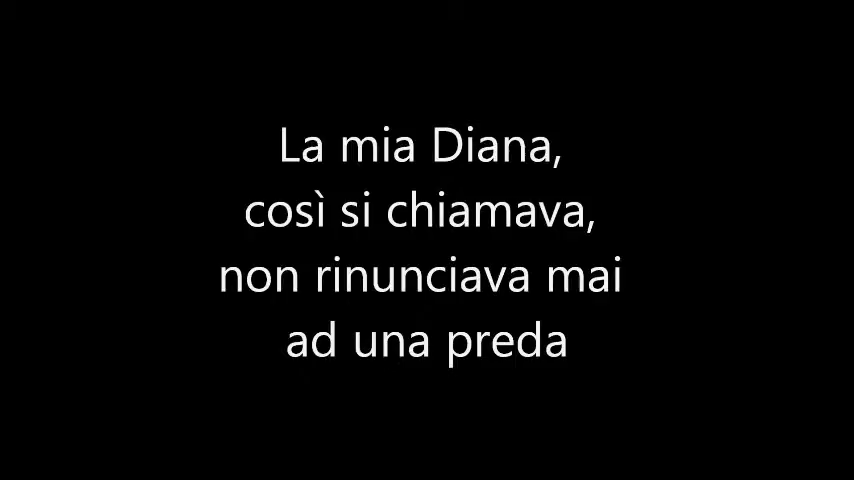 La mia Diana,
così si chiamava,
non rinunciava mai
ad una preda